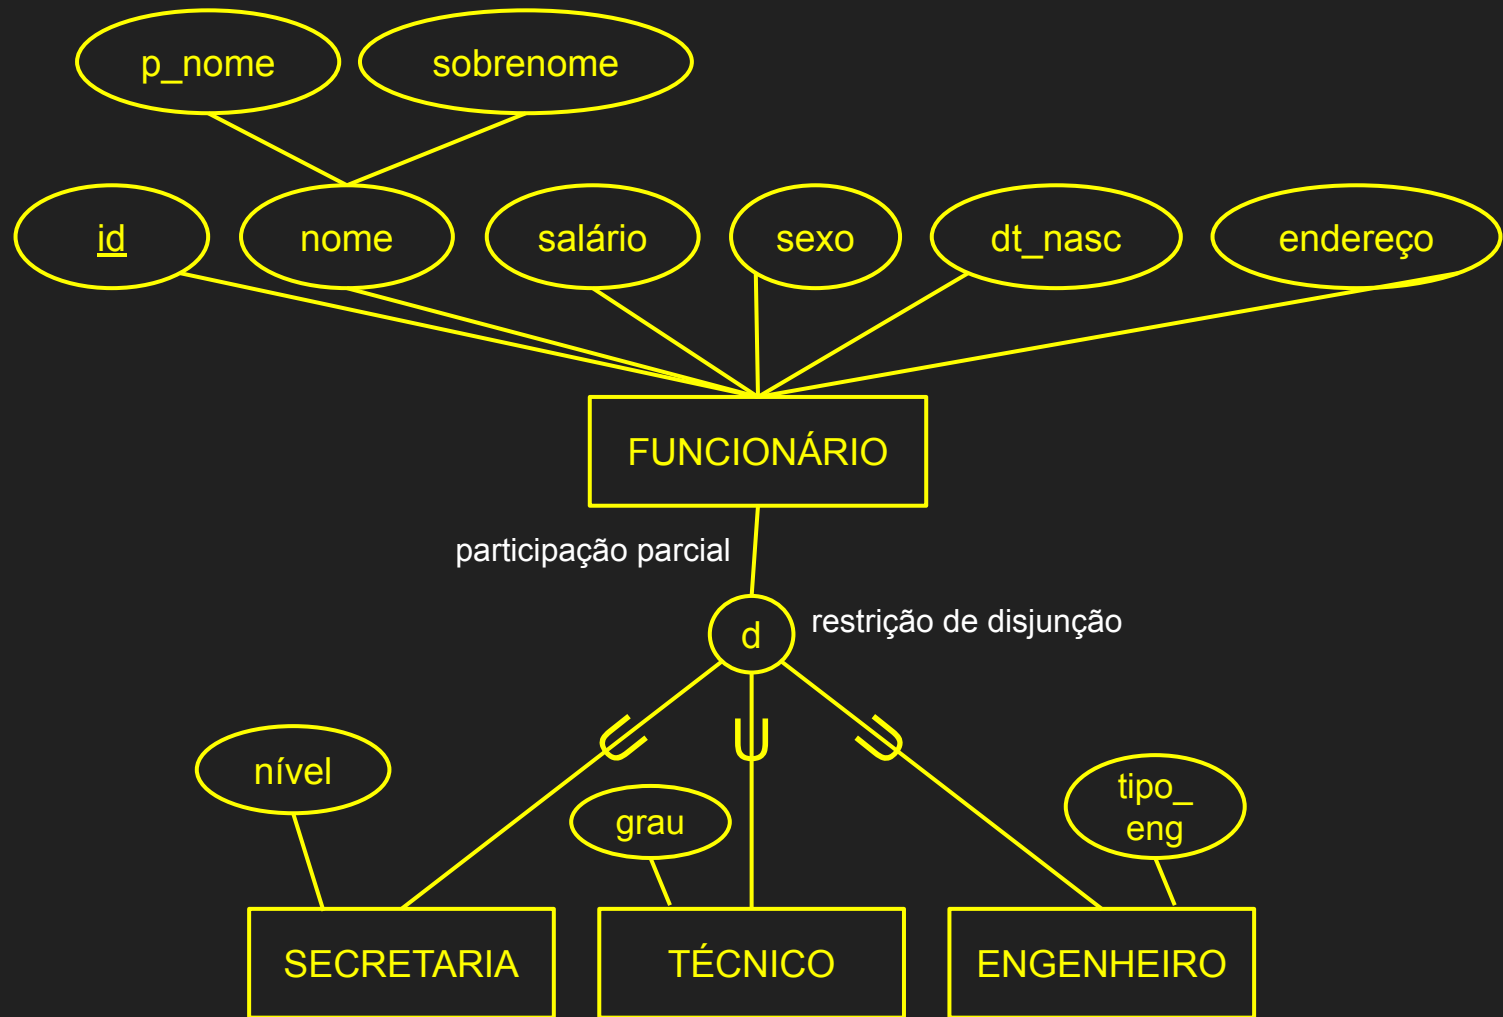 p_nome
sobrenome
id
nome
salário
sexo
dt_nasc
endereço
FUNCIONÁRIO
participação parcial
d
restrição de disjunção
nível
grau
tipo_
eng
SECRETARIA
TÉCNICO
ENGENHEIRO